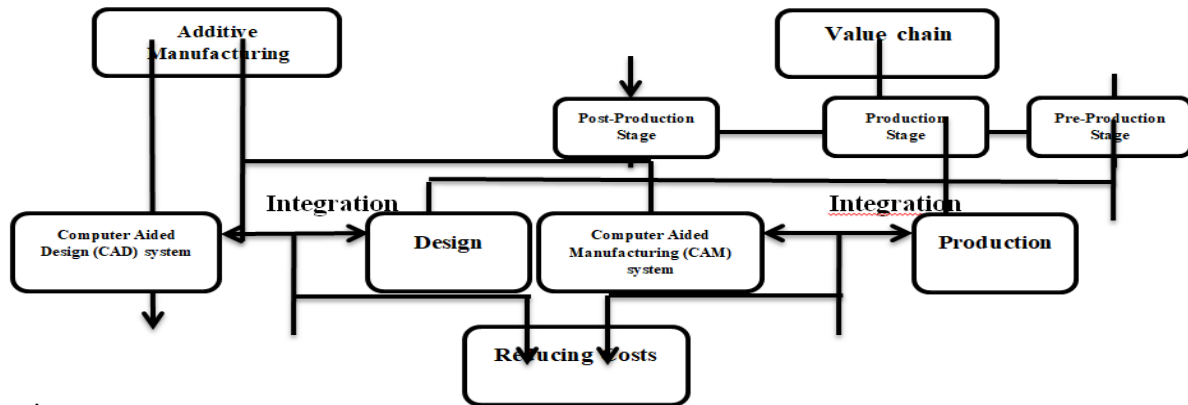 Additive
Manufacturing
Value chain
Post-Production
Stage
Production
Stage
Pre-Production
Stage
Integration
Integration
Computer Aided
Design (CAD) system
Design
Computer Aided
Manufacturing (CAM)
system
Production
Reducing Costs